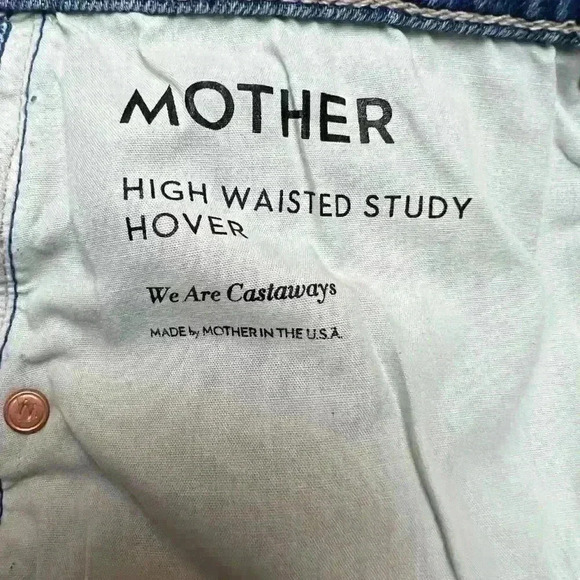 MOTHER
HIGH WAISTED STUDY
HOVER
We Are Castaways
MADE by MOTHER IN THE U.S.A.